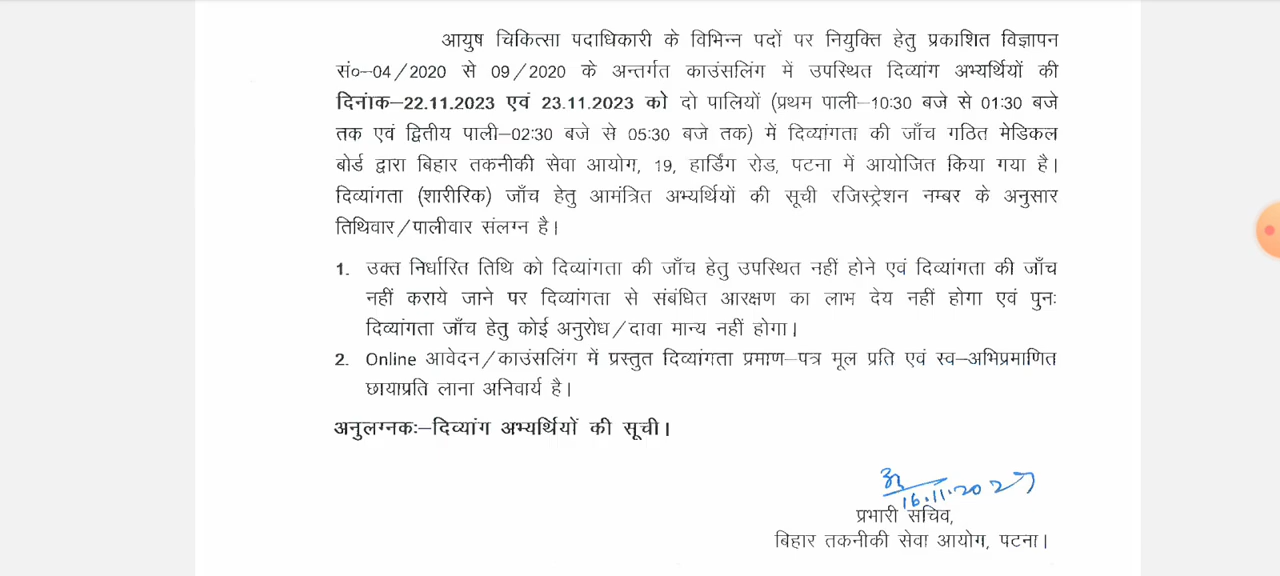 आयुष चिकित्सा पदाधिकारी के विभिन्न पदों पर नियुक्ति हेतु प्रकाशित विज्ञापन
सं०-04/2020 से 09/2020 के अन्तर्गत काउंसलिंग में उपस्थित दिव्यांग अभ्यर्थियों की
दिनांक-22.11.2023 एवं 23.11.2023 को दो पालियों (प्रथम पाली-10:30 बजे से 01:30 बजे
तक एवं द्वितीय पाली-02:30 बजे से 05:30 बजे तक) में दिव्यांगता की जाँच गठित मेडिकल
बोर्ड द्वारा बिहार तकनीकी सेवा आयोग, 19, हार्डिंग रोड, पटना में आयोजित किया गया है।
दिव्यांगता (शारीरिक) जाँच हेतु आमंत्रित अभ्यर्थियों की सूची रजिस्ट्रेशन नम्बर के अनुसार
तिथिवार/पालीवार संलग्न है।
1. उक्त निर्धारित तिथि को दिव्यांगता की जाँच हेतु उपस्थित नहीं होने एवं दिव्यांगता की जाँच
नहीं कराये जाने पर दिव्यांगता से संबंधित आरक्षण का लाभ देय नहीं होगा एवं पुनः
दिव्यांगता जाँच हेतु कोई अनुरोध/दावा मान्य नहीं होगा।
2. Online आवेदन/काउंसलिंग में प्रस्तुत दिव्यांगता प्रमाण-पत्र मूल प्रति एवं स्व-अभिप्रमाणित
छायाप्रति लाना अनिवार्य है।
अनुलग्नकः-दिव्यांग अभ्यर्थियों की सूची।
प्रभारी सचिव,
बिहार तकनीकी सेवा आयोग, पटना।